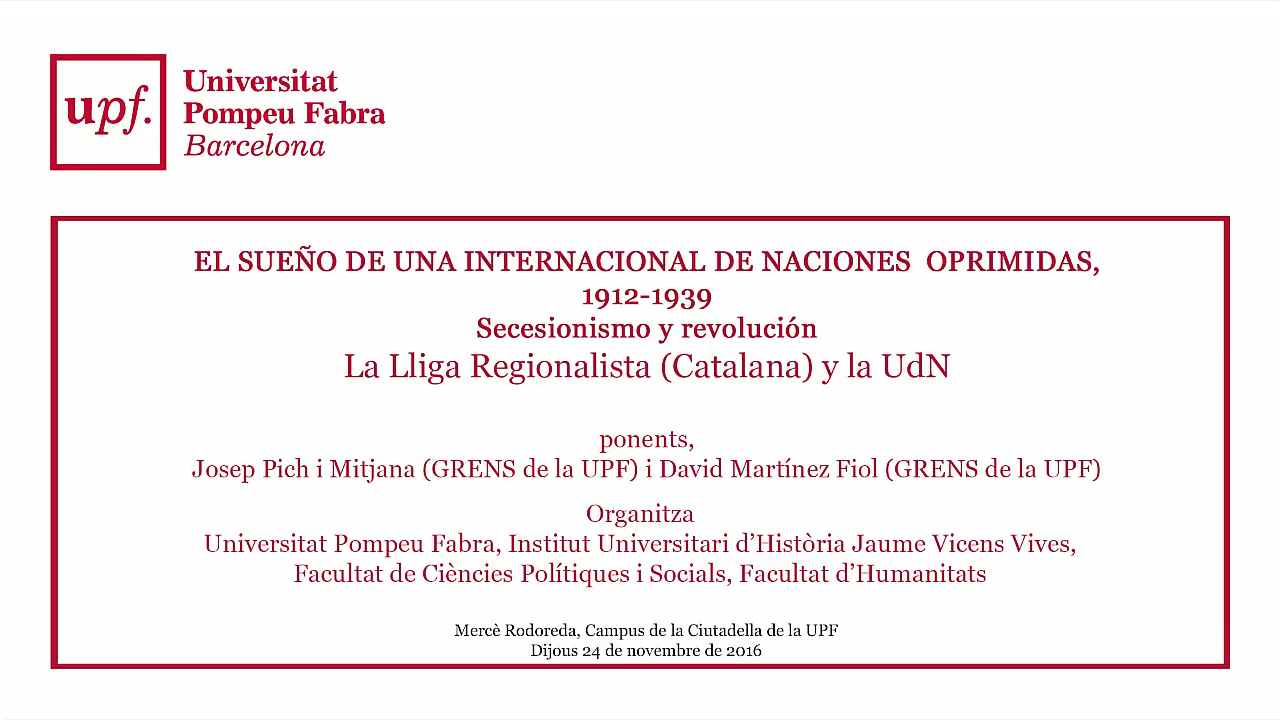 upf.
Universitat
Pompeu Fabra
Barcelona
EL SUEÑO DE UNA INTERNACIONAL DE NACIONES OPRIMIDAS,
1912-1939
Secesionismo y revolución
La Lliga Regionalista (Catalana) y la UdN
ponents,
Josep Pich i Mitjana (GRENS de la UPF) i David Martínez Fiol (GRENS de la UPF)
Organitza
Universitat Pompeu Fabra, Institut Universitari d’Història Jaume Vicens Vives,
Facultat de Ciències Polítiques i Socials, Facultat d’Humanitats
Mercè Rodoreda, Campus de la Ciutadella de la UPF
Dijous 24 de novembre de 2016